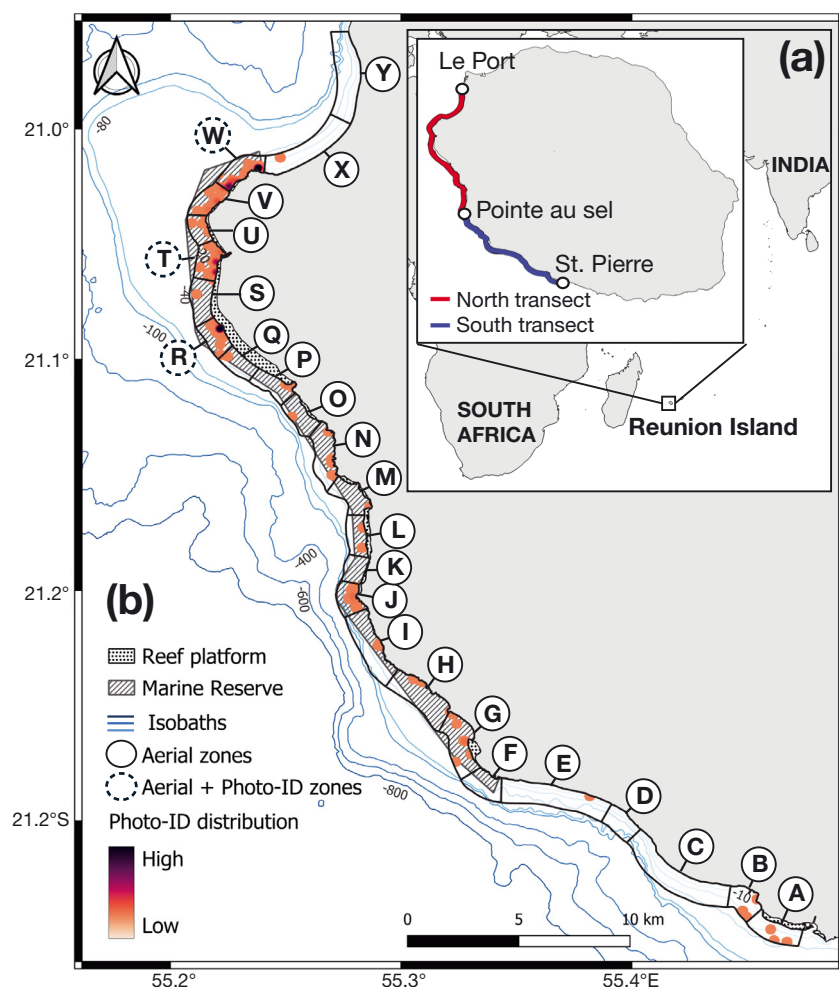 (a)
Le Port
INDIA
Pointe au sel
St. Pierre
North transect
South transect
SOUTH
AFRICA
Reunion Island
21.0°
21.1°
21.2°
21.2°S
-80
Y
W
X
V
U
T
-20
S
-40
-100
R
Q
P
O
N
M
L
K
-400
-600
J
I
H
G
F
E
D
C
B
-10
A
-800
(b)
Reef platform
Marine Reserve
Isobaths
Aerial zones
Aerial + Photo-ID zones
Photo-ID distribution
High
Low
0 5 10 km
55.2° 55.3° 55.4°E